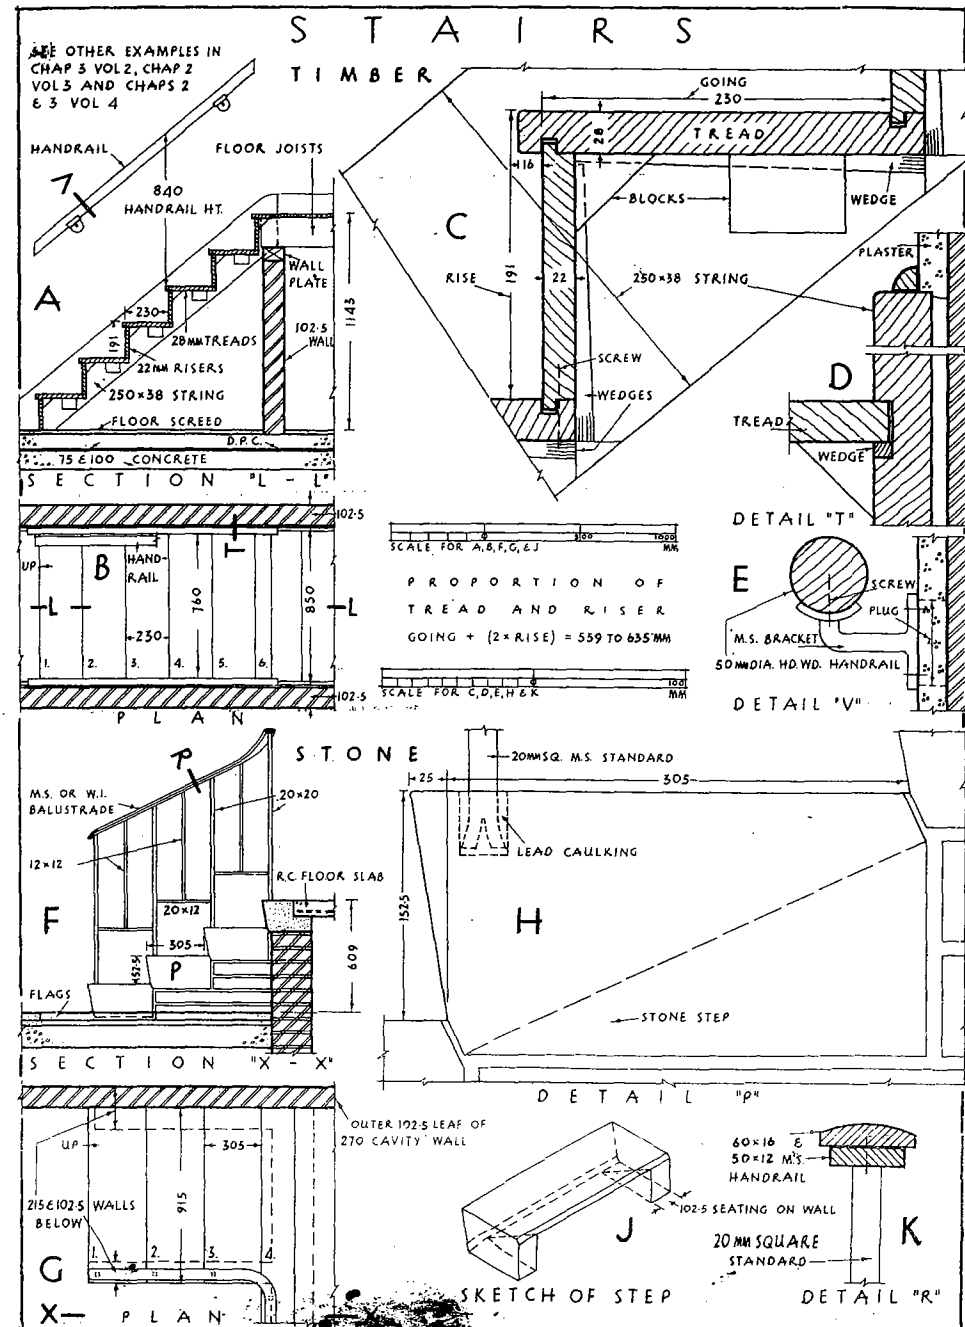 STAIRS
SEE OTHER EXAMPLES IN
CHAP 3 VOL 2, CHAP 2
VOL 3 AND CHAPS 2
& 3 VOL 4
TIMBER
HANDRAIL
V
840
HANDRAIL HT.
FLOOR JOISTS
A
WALL
PLATE
230
191
28MM TREADS
22MM RISERS
102·5
WALL
1143
250×38 STRING
FLOOR SCREED
D.P.C.
75 & 100 CONCRETE
SECTION "L-L"
GOING
230
TREAD
28
116
WEDGE
BLOCKS
C
RISE
191
22
250×38 STRING
SCREW
WEDGES
PLASTER
D
TREAD
WEDGE
DETAIL "T"
102·5
T
UP
B
HAND-
RAIL
L
L
760
850
230
1. 2. 3. 4. 5. 6.
102·5
PLAN
0 500 1000
SCALE FOR A,B,F,G,&J MM
PROPORTION OF
TREAD AND RISER
GOING + (2×RISE) = 559 TO 635MM
0 100
SCALE FOR C,D,E,H & K MM
E
SCREW
PLUG
M.S. BRACKET
50MM DIA. HD.WD. HANDRAIL
DETAIL "V"
STONE
R
M.S. OR W.I.
BALUSTRADE
20×20
12×12
R.C. FLOOR SLAB
F
20×12
305
P
152·5
609
FLAGS
SECTION "X-X"
20MM SQ. M.S. STANDARD
25
305
LEAD CAULKING
152·5
H
STONE STEP
DETAIL "P"
OUTER 102·5 LEAF OF
270 CAVITY WALL
UP
305
215 & 102·5 WALLS
BELOW
915
1. 2. 3. 4.
G
X— PLAN —X
102·5 SEATING ON WALL
J
SKETCH OF STEP
60×16 &
50×12 M.S.
HANDRAIL
K
20 MM SQUARE
STANDARD
DETAIL "R"